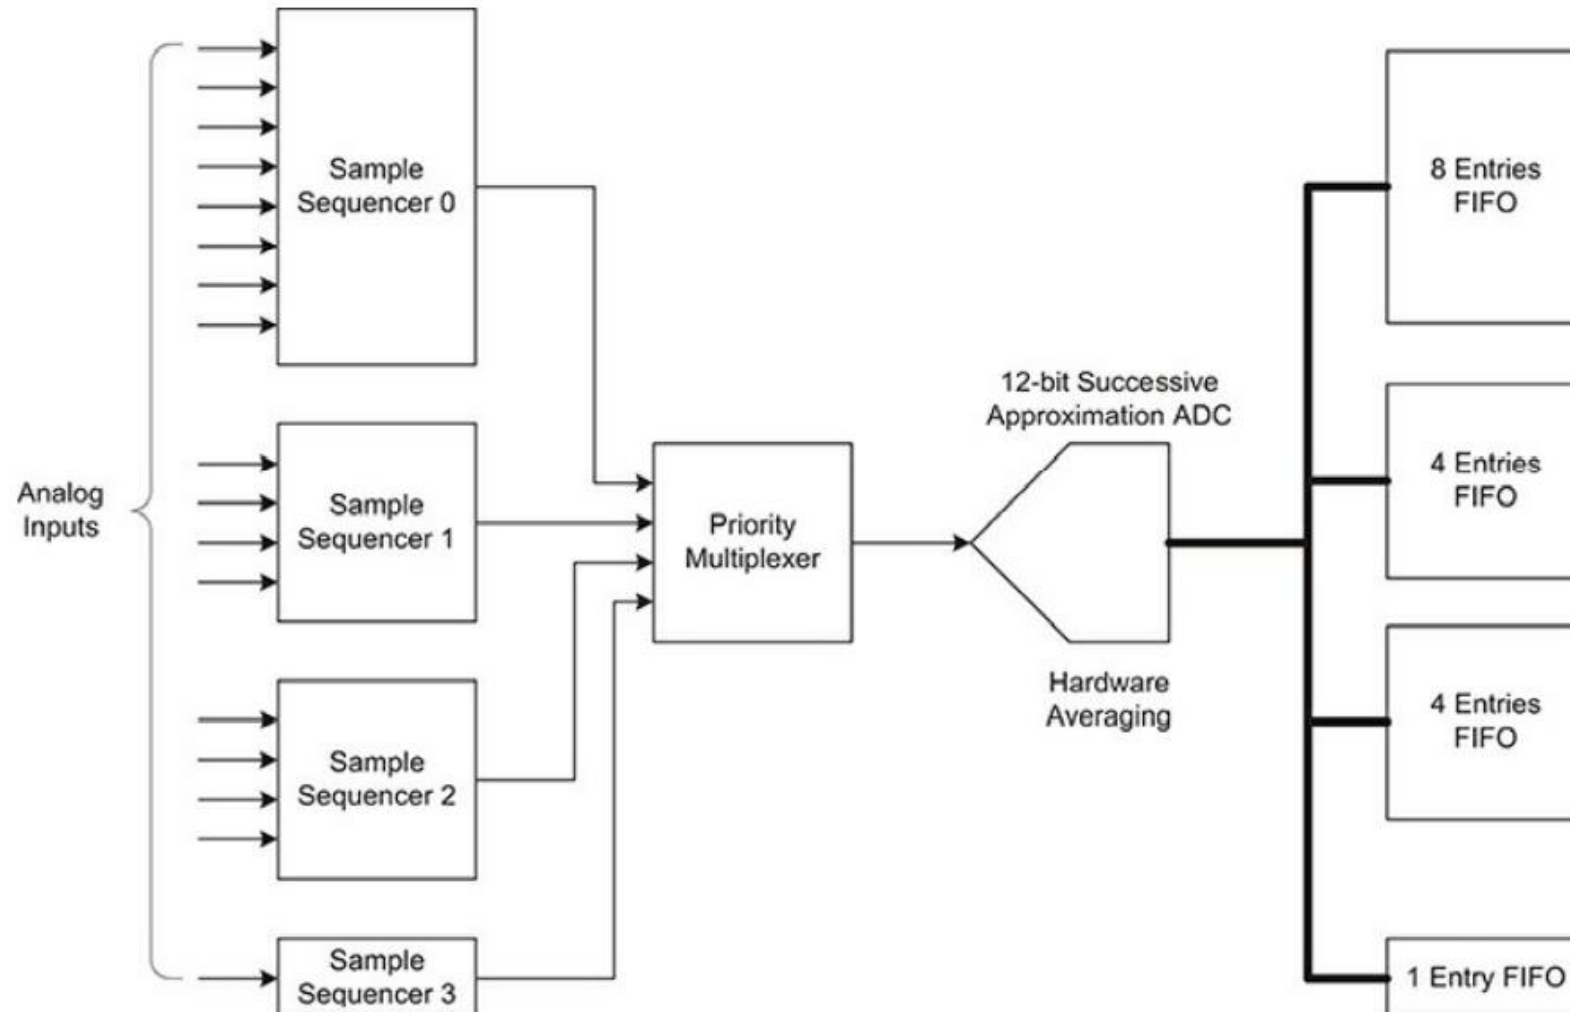 Analog
Inputs
Sample
Sequencer 0
Sample
Sequencer 1
Sample
Sequencer 2
Sample
Sequencer 3
Priority
Multiplexer
12-bit Successive
Approximation ADC
Hardware
Averaging
8 Entries
FIFO
4 Entries
FIFO
4 Entries
FIFO
1 Entry FIFO